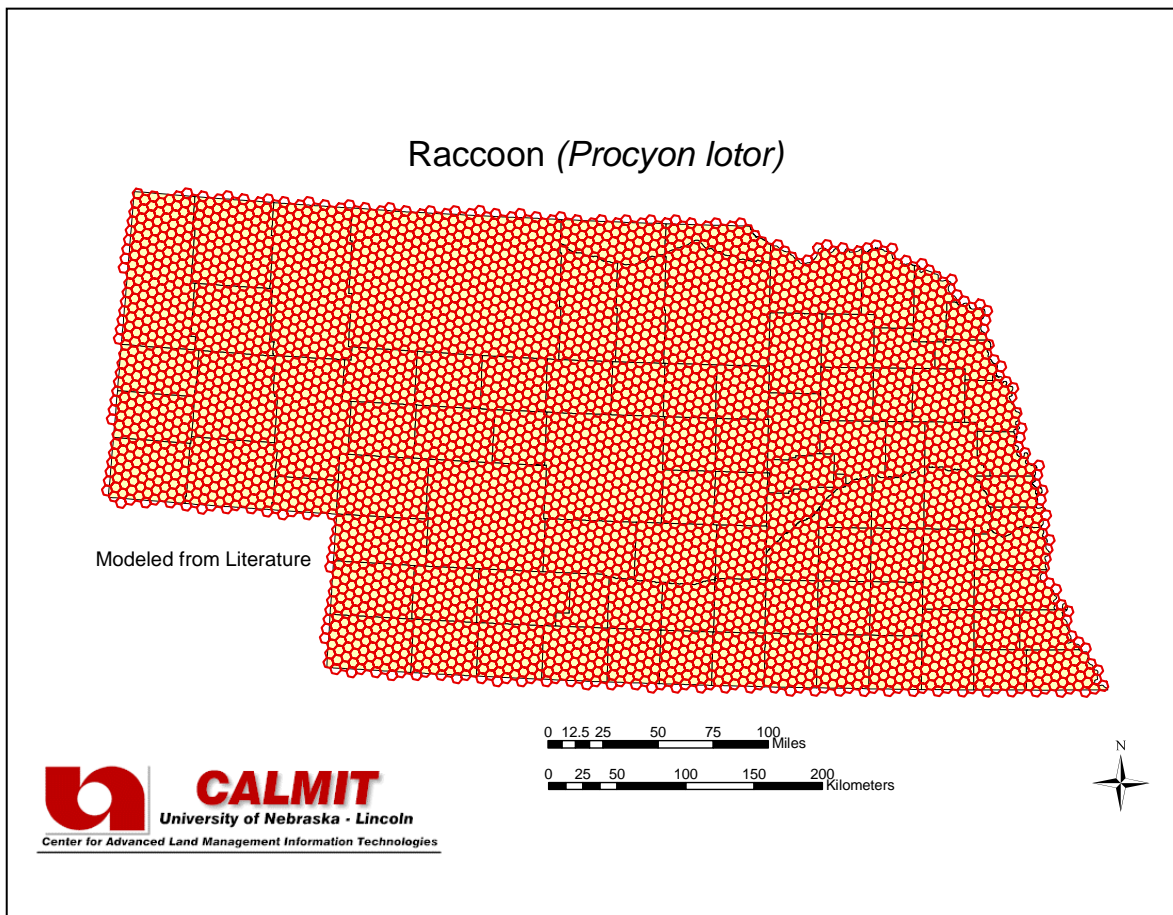 Raccoon (Procyon lotor)
Modeled from Literature
0 12.5 25 50 75 100
Miles
0 25 50 100 150 200
Kilometers
N
CALMIT
University of Nebraska - Lincoln
Center for Advanced Land Management Information Technologies